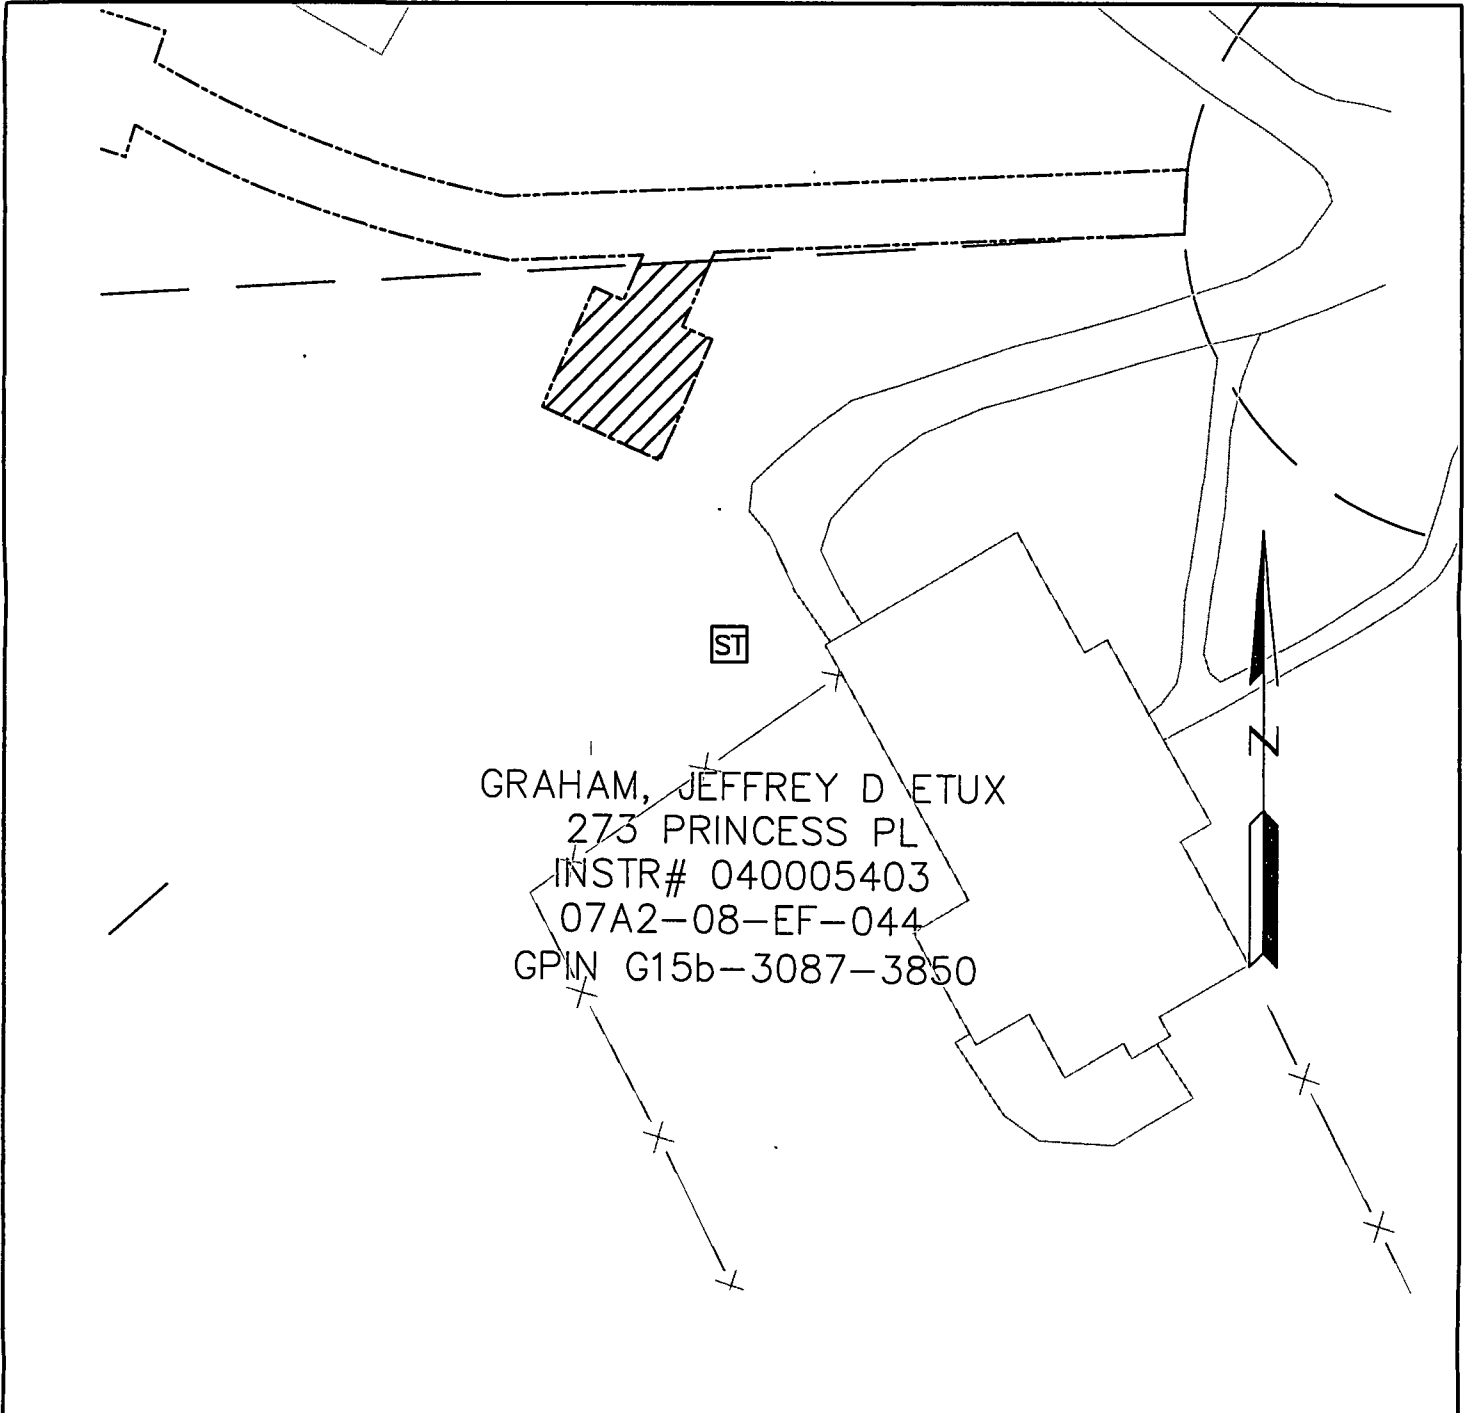 ST
GRAHAM, JEFFREY D ETUX
273 PRINCESS PL
INSTR# 040005403
07A2-08-EF-044
GPIN G15b-3087-3850
N